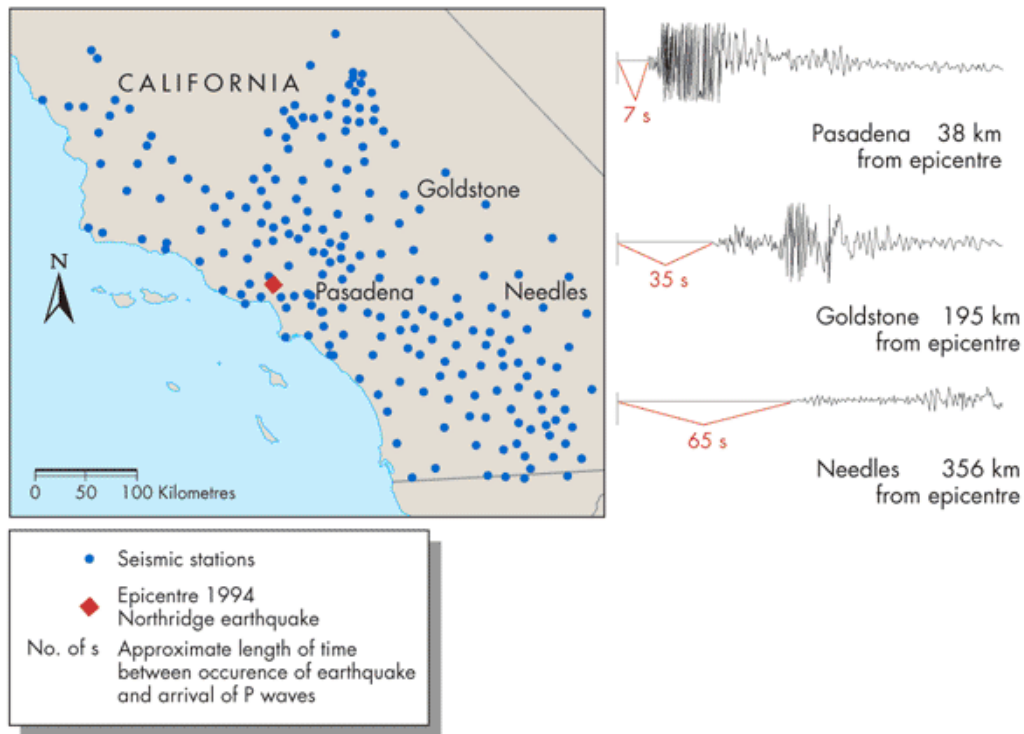 CALIFORNIA
Goldstone
N
Pasadena
Needles
0 50 100 Kilometres
7 s
Pasadena 38 km
from epicentre
35 s
Goldstone 195 km
from epicentre
65 s
Needles 356 km
from epicentre
Seismic stations
Epicentre 1994
Northridge earthquake
No. of s Approximate length of time
between occurence of earthquake
and arrival of P waves